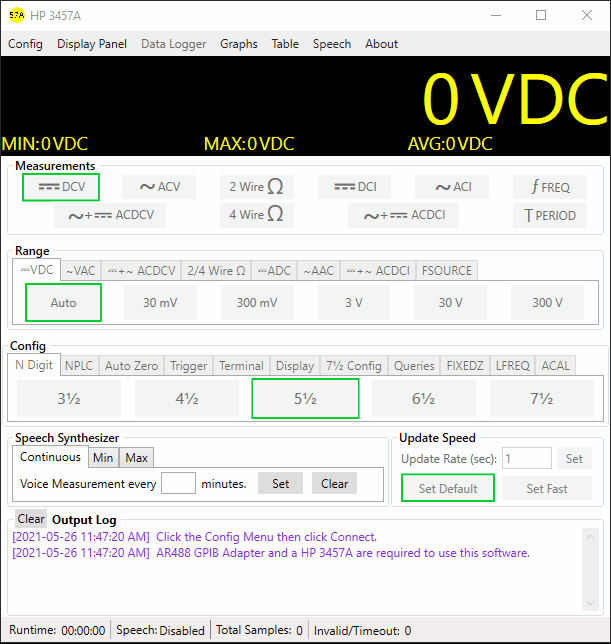 57A HP 3457A
Config Display Panel Data Logger Graphs Table Speech About
0 VDC
MIN:0VDC MAX:0VDC AVG:0VDC
Measurements
DCV ~ ACV 2 Wire Ω DCI ~ ACI ƒ FREQ
~+⎓ ACDCV 4 Wire Ω ~+⎓ ACDCI T PERIOD
Range
⎓VDC ~VAC ⎓+~ ACDCV 2/4 Wire Ω ⎓ADC ~AAC ⎓+~ ACDCI FSOURCE
Auto 30 mV 300 mV 3 V 30 V 300 V
Config
N Digit NPLC Auto Zero Trigger Terminal Display 7½ Config Queries FIXEDZ LFREQ ACAL
3½ 4½ 5½ 6½ 7½
Speech Synthesizer
Continuous Min Max
Voice Measurement every minutes. Set Clear
Update Speed
Update Rate (sec): 1 Set
Set Default Set Fast
Clear Output Log
[2021-05-26 11:47:20 AM] Click the Config Menu then click Connect.
[2021-05-26 11:47:20 AM] AR488 GPIB Adapter and a HP 3457A are required to use this software.
Runtime: 00:00:00 Speech: Disabled Total Samples: 0 Invalid/Timeout: 0